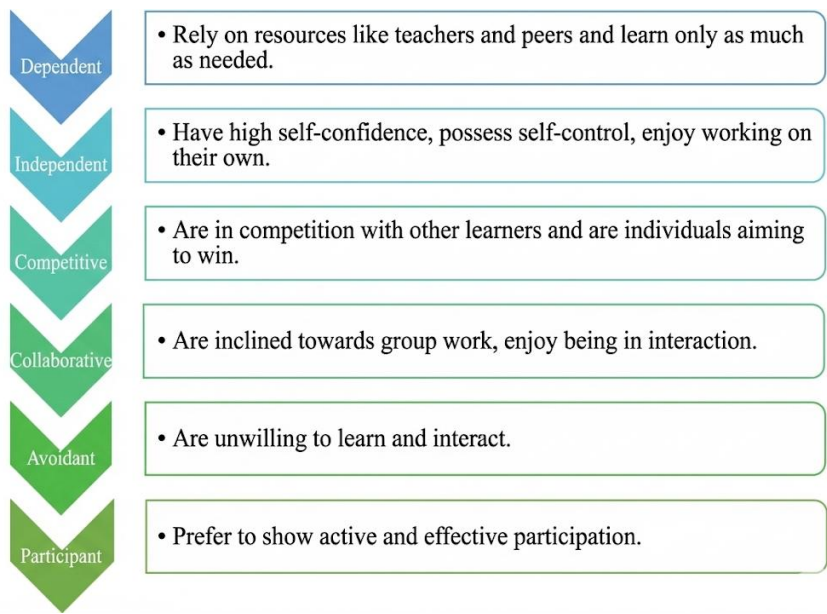 Dependent
• Rely on resources like teachers and peers and learn only as much
as needed.
Independent
• Have high self-confidence, possess self-control, enjoy working on
their own.
Competitive
• Are in competition with other learners and are individuals aiming
to win.
Collaborative
• Are inclined towards group work, enjoy being in interaction.
Avoidant
• Are unwilling to learn and interact.
Participant
• Prefer to show active and effective participation.